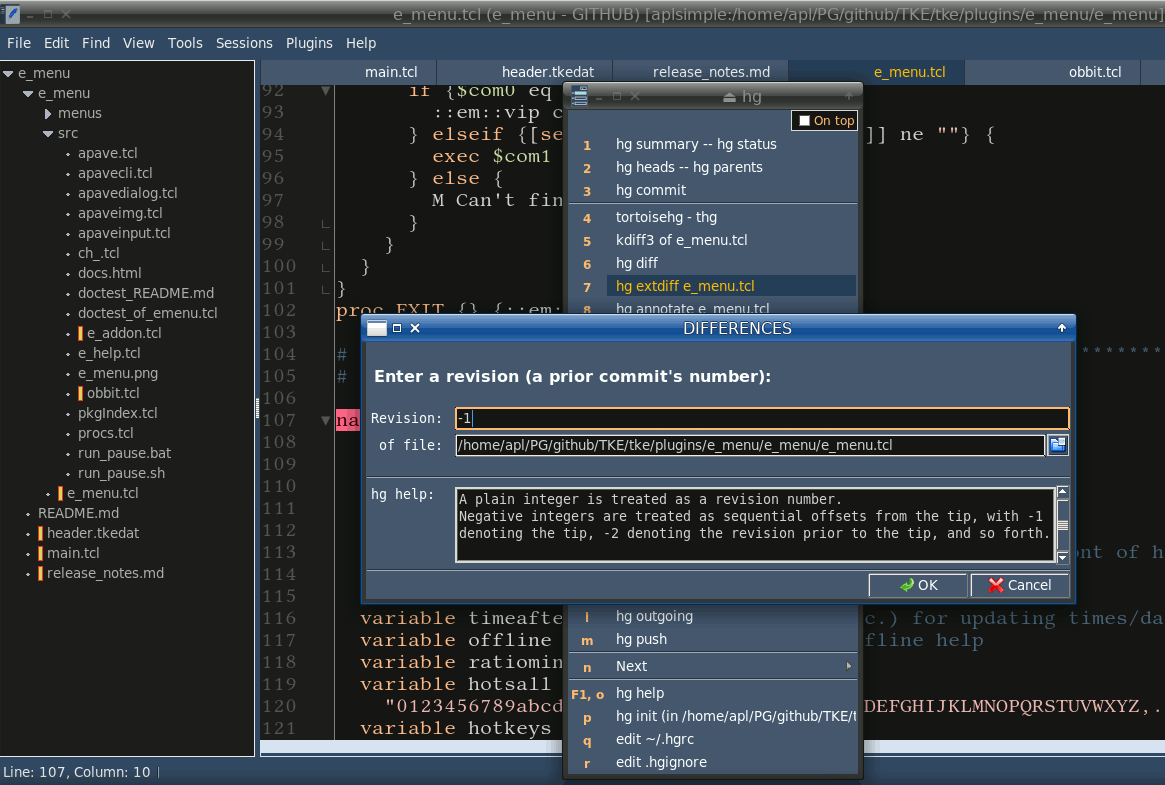 e_menu.tcl (e_menu - GITHUB) [aplsimple:/home/apl/PG/github/TKE/tke/plugins/e_menu/e_menu]
File Edit Find View Tools Sessions Plugins Help
e_menu
e_menu
menus
src
apave.tcl
apavecli.tcl
apavedialog.tcl
apaveimg.tcl
apaveinput.tcl
ch_.tcl
docs.html
doctest_README.md
doctest_of_emenu.tcl
e_addon.tcl
e_help.tcl
e_menu.png
obbit.tcl
pkgIndex.tcl
procs.tcl
run_pause.bat
run_pause.sh
e_menu.tcl
README.md
header.tkedat
main.tcl
release_notes.md
main.tcl header.tkedat release_notes.md e_menu.tcl obbit.tcl
92 if {$com0 eq
93 ::em::vip c
94 } elseif {[se ]] ne ""} {
95 exec $com1
96 } else {
97 M Can't fin
98 }
99 }
100 }
101 }
102 proc EXIT {} {::em:
103
104 # *******
105 #
106
107 na
108
109
110
111
112
113 nt of h
114
115
116 variable timeafte c.) for updating times/da
117 variable offline fline help
118 variable ratiomin
119 variable hotsall
120 "0123456789abcd DEFGHIJKLMNOPQRSTUVWXYZ,.
121 variable hotkeys
hg
On top
1 hg summary -- hg status
2 hg heads -- hg parents
3 hg commit
4 tortoisehg - thg
5 kdiff3 of e_menu.tcl
6 hg diff
7 hg extdiff e_menu.tcl
8 hg annotate e_menu.tcl
DIFFERENCES
Enter a revision (a prior commit's number):
Revision: -1
of file: /home/apl/PG/github/TKE/tke/plugins/e_menu/e_menu/e_menu.tcl
hg help: A plain integer is treated as a revision number.
Negative integers are treated as sequential offsets from the tip, with -1
denoting the tip, -2 denoting the revision prior to the tip, and so forth.
OK Cancel
l hg outgoing
m hg push
n Next
F1, o hg help
p hg init (in /home/apl/PG/github/TKE/t
q edit ~/.hgrc
r edit .hgignore
Line: 107, Column: 10